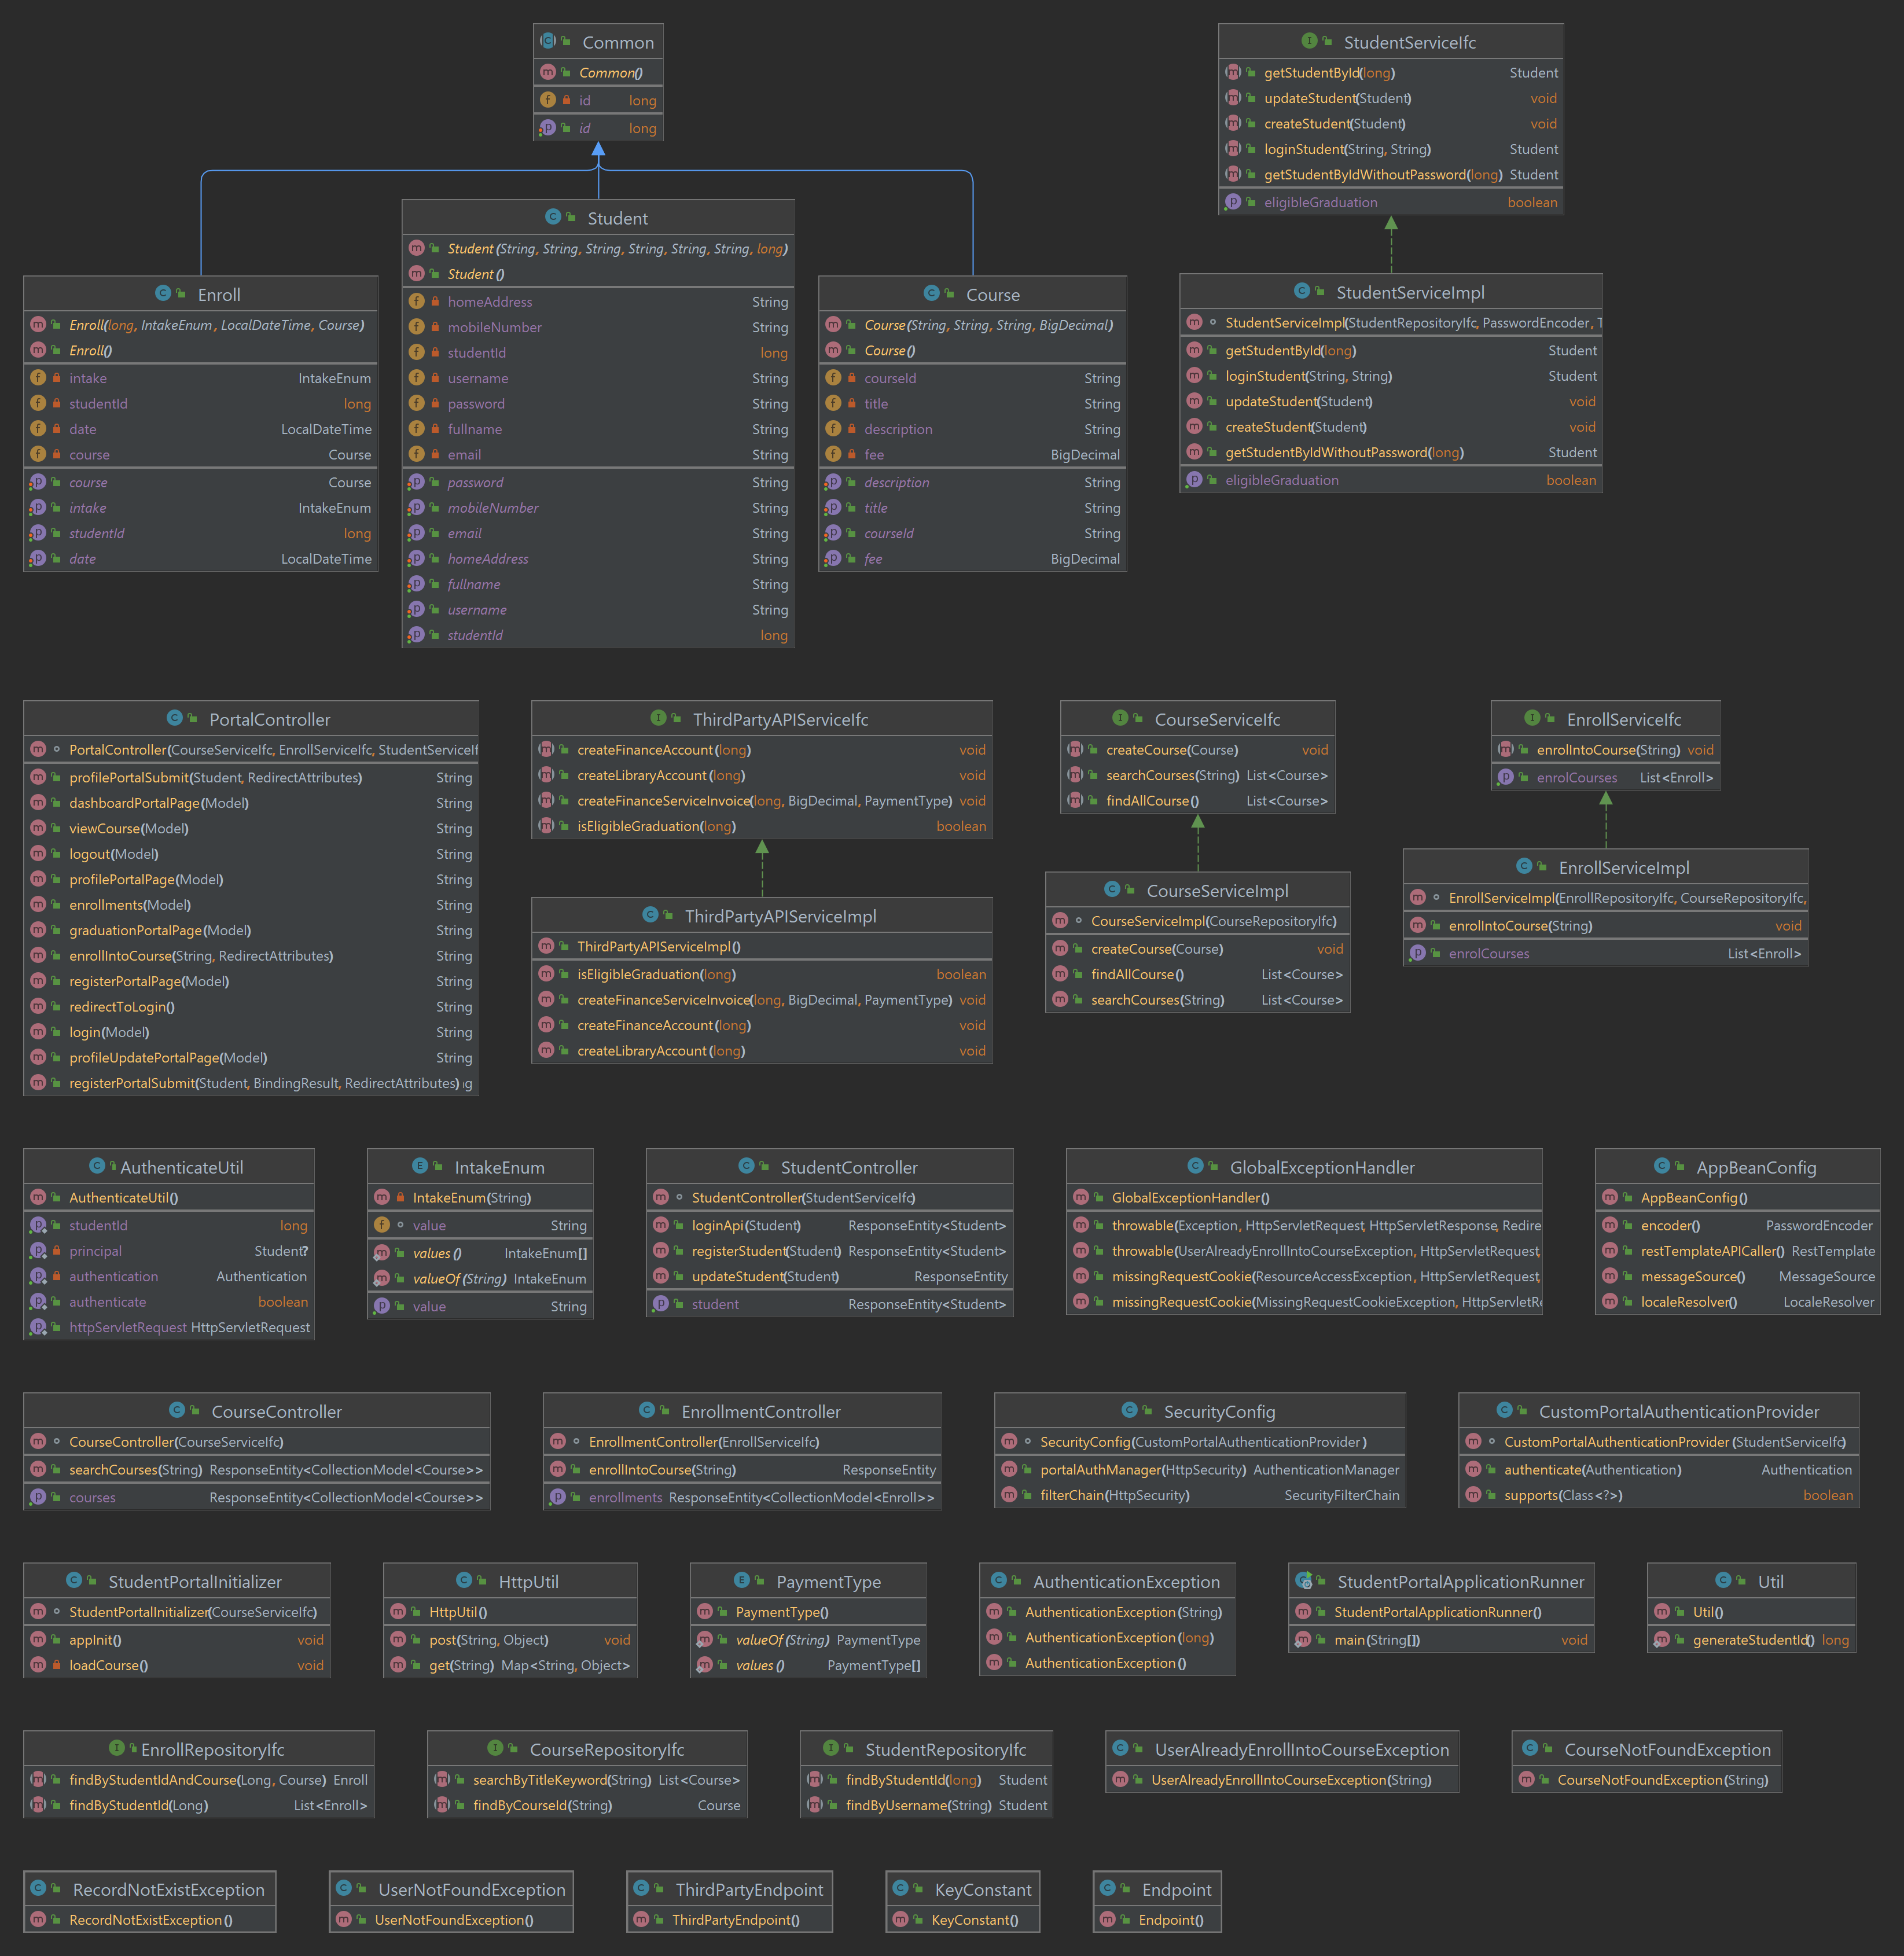 Common
Common()
id long
id long
StudentServiceIfc
getStudentById(long) Student
updateStudent(Student) void
createStudent(Student) void
loginStudent(String, String) Student
getStudentByIdWithoutPassword(long) Student
eligibleGraduation boolean
Enroll
Enroll(long, IntakeEnum, LocalDateTime, Course)
Enroll()
intake IntakeEnum
studentId long
date LocalDateTime
course Course
course Course
intake IntakeEnum
studentId long
date LocalDateTime
Student
Student(String, String, String, String, String, String, long)
Student()
homeAddress String
mobileNumber String
studentId long
username String
password String
fullname String
email String
password String
mobileNumber String
email String
homeAddress String
fullname String
username String
studentId long
Course
Course(String, String, String, BigDecimal)
Course()
courseId String
title String
description String
fee BigDecimal
description String
title String
courseId String
fee BigDecimal
StudentServiceImpl
StudentServiceImpl(StudentRepositoryIfc, PasswordEncoder, T
getStudentById(long) Student
loginStudent(String, String) Student
updateStudent(Student) void
createStudent(Student) void
getStudentByIdWithoutPassword(long) Student
eligibleGraduation boolean
PortalController
PortalController(CourseServiceIfc, EnrollServiceIfc, StudentServiceIf
profilePortalSubmit(Student, RedirectAttributes) String
dashboardPortalPage(Model) String
viewCourse(Model) String
logout(Model) String
profilePortalPage(Model) String
enrollments(Model) String
graduationPortalPage(Model) String
enrollIntoCourse(String, RedirectAttributes) String
registerPortalPage(Model) String
redirectToLogin() String
login(Model) String
profileUpdatePortalPage(Model) String
registerPortalSubmit(Student, BindingResult, RedirectAttributes) ıg
ThirdPartyAPIServiceIfc
createFinanceAccount(long) void
createLibraryAccount(long) void
createFinanceServiceInvoice(long, BigDecimal, PaymentType) void
isEligibleGraduation(long) boolean
ThirdPartyAPIServiceImpl
ThirdPartyAPIServiceImpl()
isEligibleGraduation(long) boolean
createFinanceServiceInvoice(long, BigDecimal, PaymentType) void
createFinanceAccount(long) void
createLibraryAccount(long) void
CourseServiceIfc
createCourse(Course) void
searchCourses(String) List<Course>
findAllCourse() List<Course>
CourseServiceImpl
CourseServiceImpl(CourseRepositoryIfc)
createCourse(Course) void
findAllCourse() List<Course>
searchCourses(String) List<Course>
EnrollServiceIfc
enrolIntoCourse(String) void
enrolCourses List<Enroll>
EnrollServiceImpl
EnrollServiceImpl(EnrollRepositoryIfc, CourseRepositoryIfc,
enrolIntoCourse(String) void
enrolCourses List<Enroll>
AuthenticateUtil
AuthenticateUtil()
studentId long
principal Student?
authentication Authentication
authenticate boolean
httpServletRequest HttpServletRequest
IntakeEnum
IntakeEnum(String)
value String
values() IntakeEnum[]
valueOf(String) IntakeEnum
value String
StudentController
StudentController(StudentServiceIfc)
loginApi(Student) ResponseEntity<Student>
registerStudent(Student) ResponseEntity<Student>
updateStudent(Student) ResponseEntity
student ResponseEntity<Student>
GlobalExceptionHandler
GlobalExceptionHandler()
throwable(Exception, HttpServletRequest, HttpServletResponse, Redire
throwable(UserAlreadyEnrollIntoCourseException, HttpServletRequest,
missingRequestCookie(ResourceAccessException, HttpServletRequest,
missingRequestCookie(MissingRequestCookieException, HttpServletRe
AppBeanConfig
AppBeanConfig()
encoder() PasswordEncoder
restTemplateAPICaller() RestTemplate
messageSource() MessageSource
localeResolver() LocaleResolver
CourseController
CourseController(CourseServiceIfc)
searchCourses(String) ResponseEntity<CollectionModel<Course>>
courses ResponseEntity<CollectionModel<Course>>
EnrollmentController
EnrollmentController(EnrollServiceIfc)
enrollIntoCourse(String) ResponseEntity
enrollments ResponseEntity<CollectionModel<Enroll>>
SecurityConfig
SecurityConfig(CustomPortalAuthenticationProvider)
portalAuthManager(HttpSecurity) AuthenticationManager
filterChain(HttpSecurity) SecurityFilterChain
CustomPortalAuthenticationProvider
CustomPortalAuthenticationProvider(StudentServiceIfc)
authenticate(Authentication) Authentication
supports(Class<?>) boolean
StudentPortalInitializer
StudentPortalInitializer(CourseServiceIfc)
appInit() void
loadCourse() void
HttpUtil
HttpUtil()
post(String, Object) void
get(String) Map<String, Object>
PaymentType
PaymentType()
valueOf(String) PaymentType
values() PaymentType[]
AuthenticationException
AuthenticationException(String)
AuthenticationException(long)
AuthenticationException()
StudentPortalApplicationRunner
StudentPortalApplicationRunner()
main(String[]) void
Util
Util()
generateStudentId() long
EnrollRepositoryIfc
findByStudentIdAndCourse(Long, Course) Enroll
findByStudentId(Long) List<Enroll>
CourseRepositoryIfc
searchByTitleKeyword(String) List<Course>
findByCourseId(String) Course
StudentRepositoryIfc
findByStudentId(long) Student
findByUsername(String) Student
UserAlreadyEnrollIntoCourseException
UserAlreadyEnrollIntoCourseException(String)
CourseNotFoundException
CourseNotFoundException(String)
RecordNotExistException
RecordNotExistException()
UserNotFoundException
UserNotFoundException()
ThirdPartyEndpoint
ThirdPartyEndpoint()
KeyConstant
KeyConstant()
Endpoint
Endpoint()